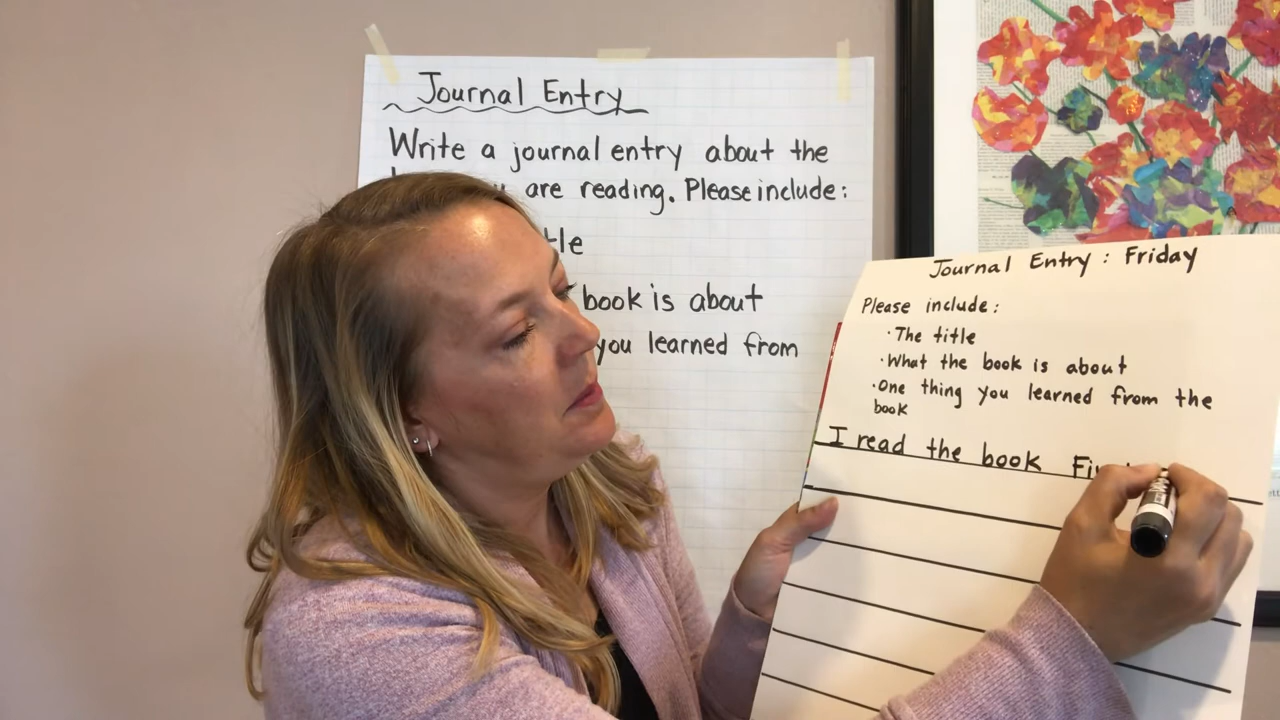 Journal Entry
Write a journal entry about the
are reading. Please include:
book is about
you learned from
Journal Entry: Friday
Please include:
·The title
·What the book is about
·One thing you learned from the
book
I read the book